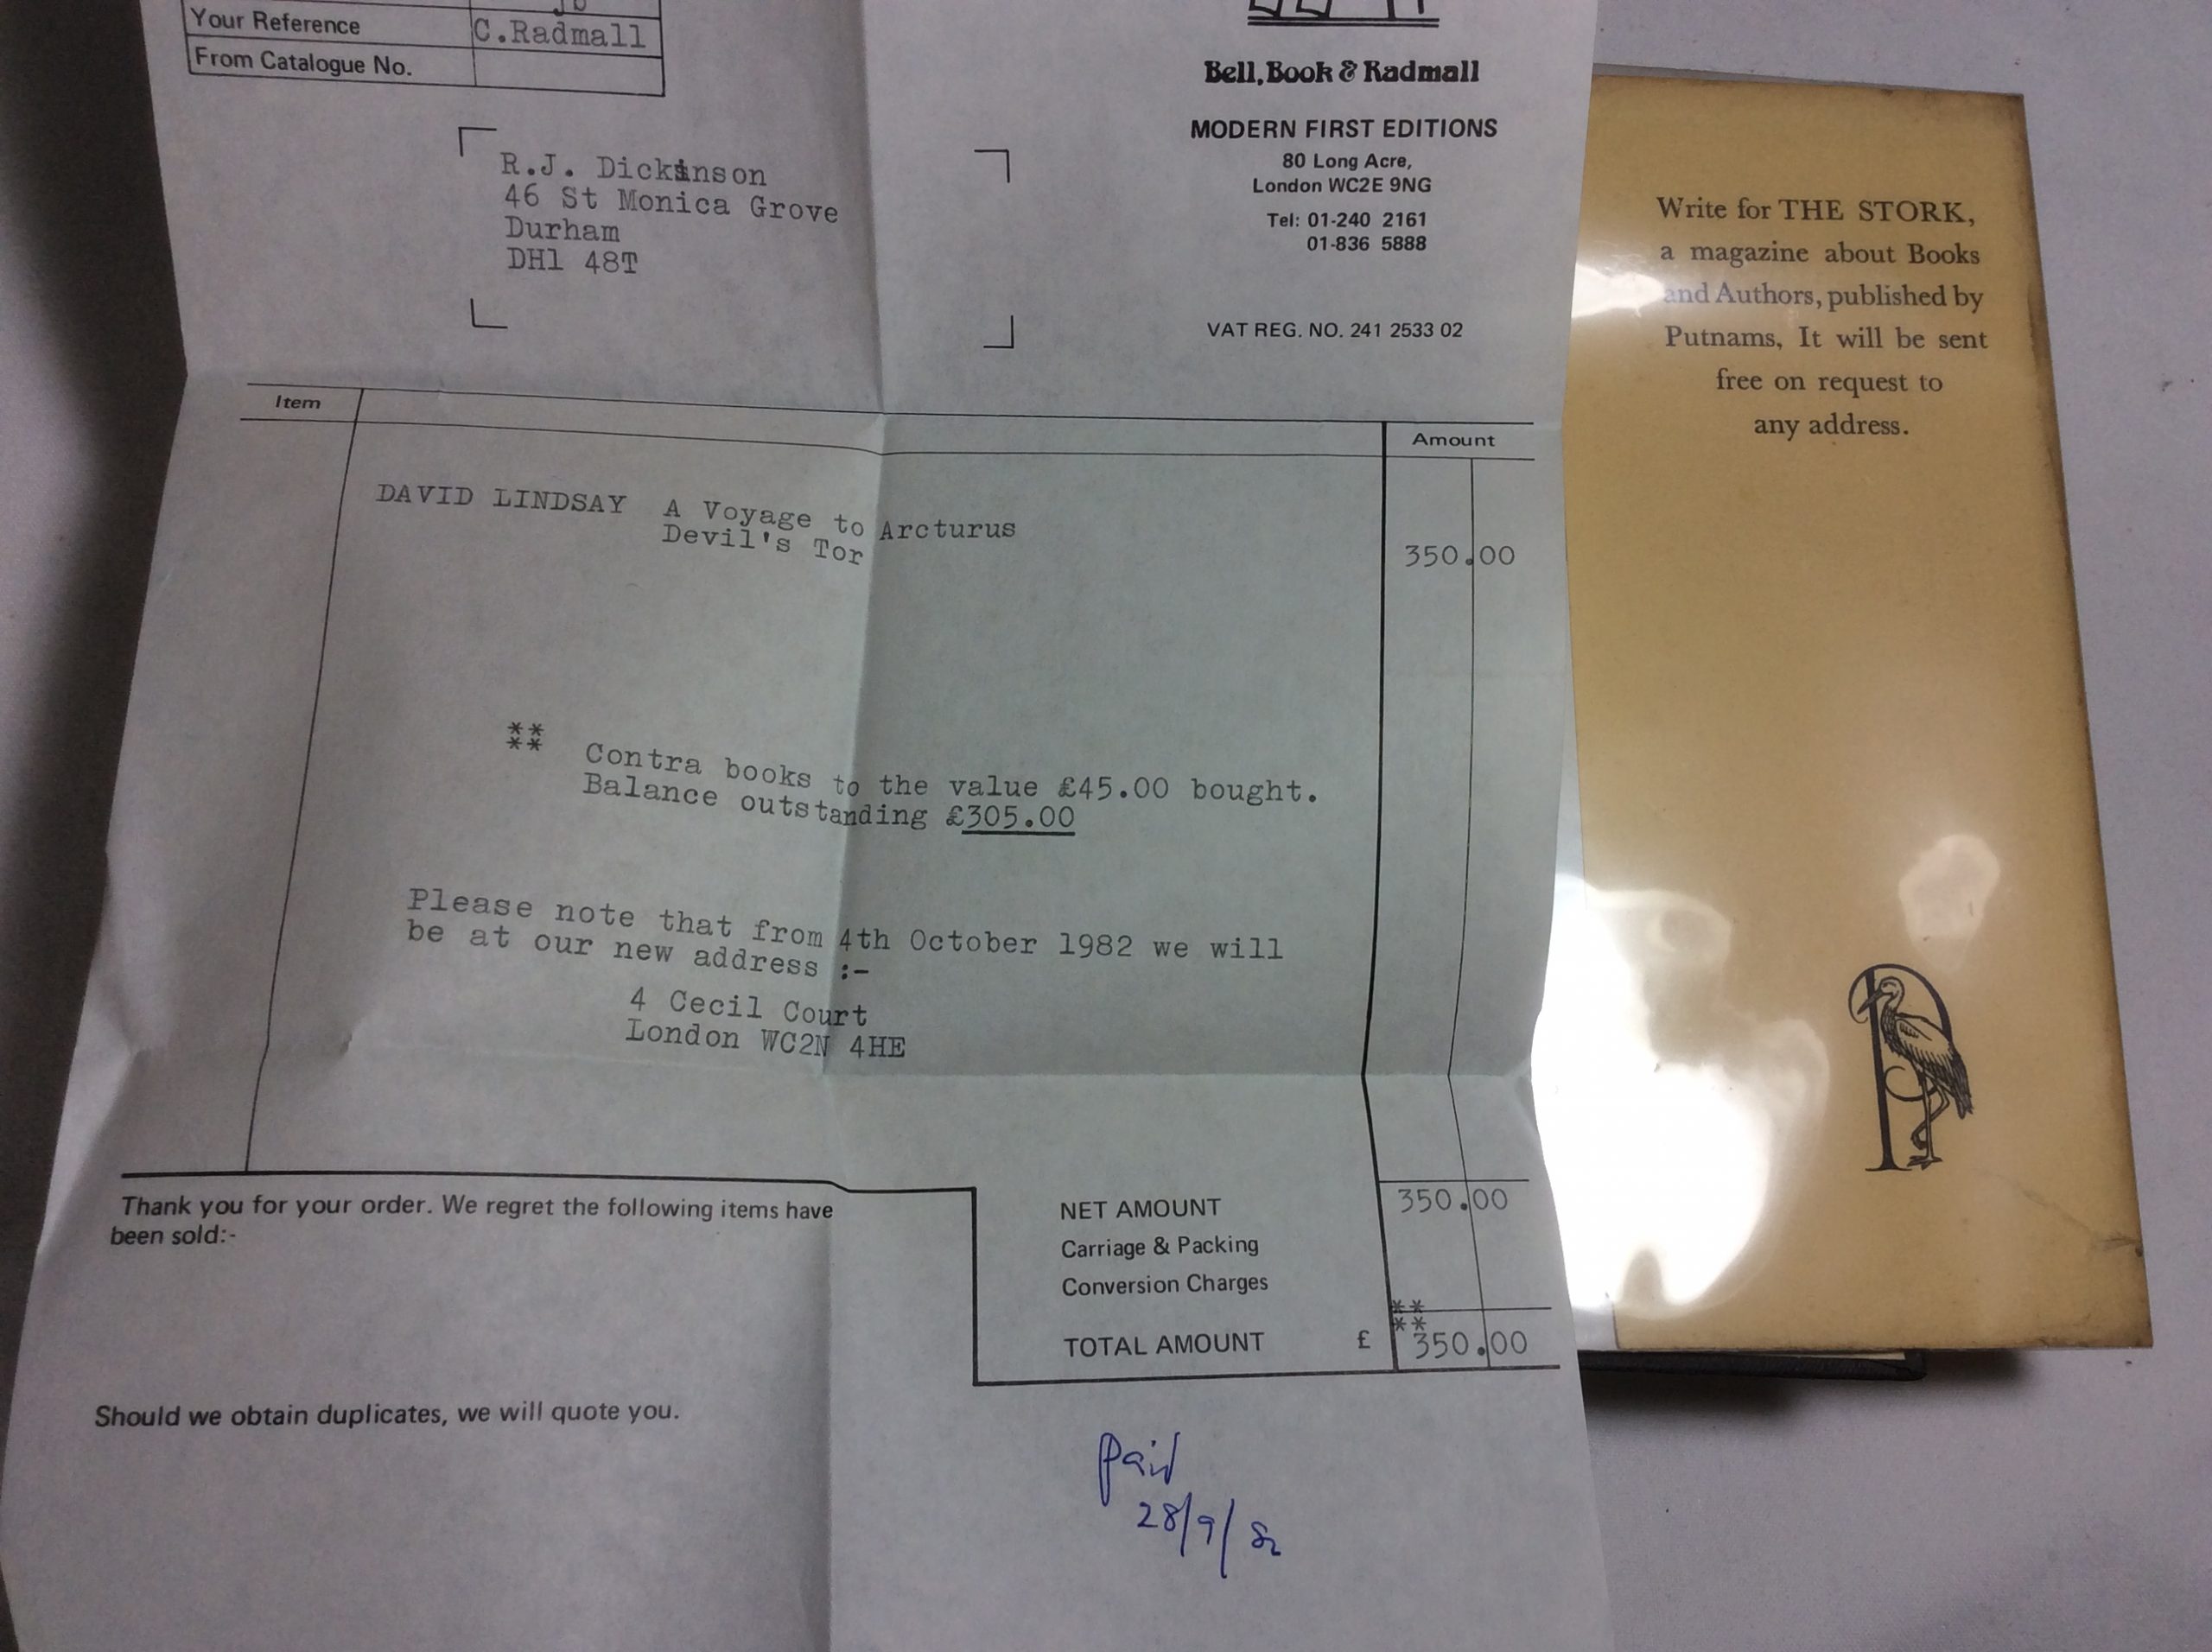 Your Reference C.Radmall
From Catalogue No.
Bell, Book & Radmall
MODERN FIRST EDITIONS
80 Long Acre,
London WC2E 9NG
Tel: 01-240 2161
01-836 5888
VAT REG. NO. 241 2533 02
R.J. Dickinson
46 St Monica Grove
Durham
DH1 48T
Item Amount
DAVID LINDSAY A Voyage to Arcturus
Devil's Tor 350.00
** 
** Contra books to the value £45.00 bought.
Balance outstanding £305.00
Please note that from 4th October 1982 we will
be at our new address :-
4 Cecil Court
London WC2N 4HE
Thank you for your order. We regret the following items have
been sold:-
Should we obtain duplicates, we will quote you.
NET AMOUNT 350.00
Carriage & Packing
Conversion Charges
**
**
TOTAL AMOUNT £ 350.00
Paid
28/9/82
Write for THE STORK,
a magazine about Books
and Authors, published by
Putnams, It will be sent
free on request to
any address.
P